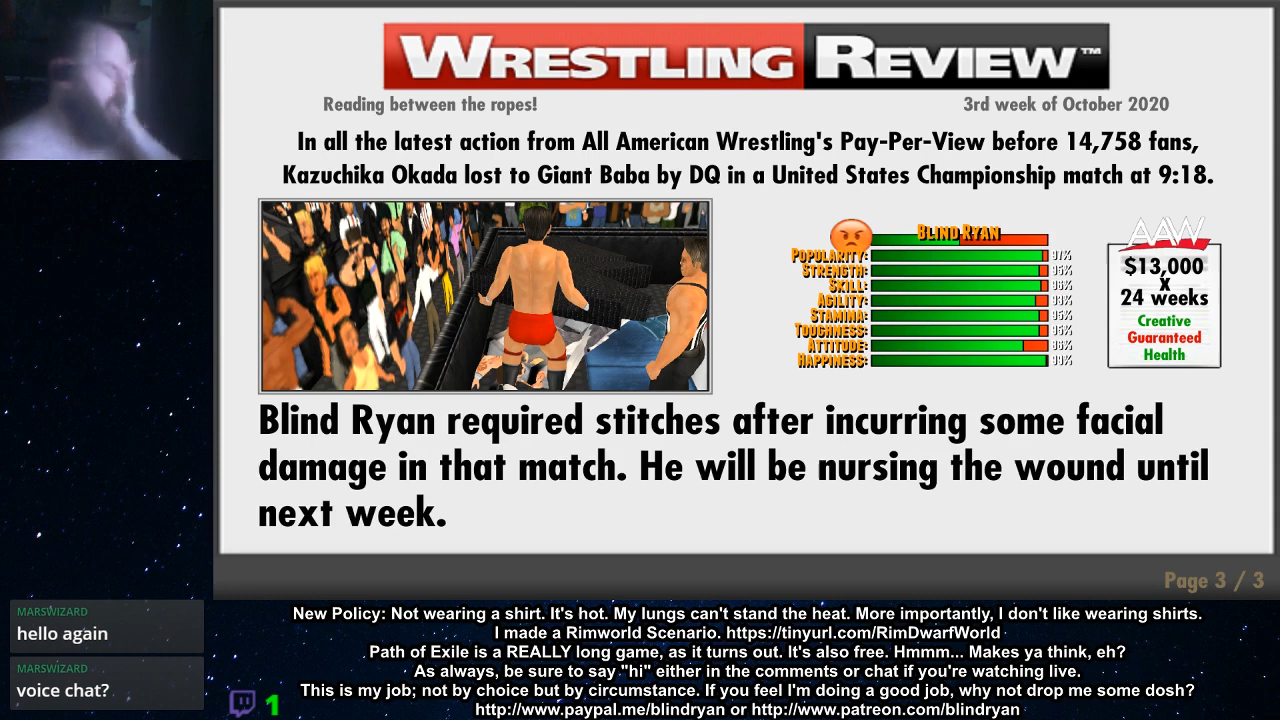 WRESTLING REVIEW™
Reading between the ropes!
3rd week of October 2020
In all the latest action from All American Wrestling's Pay-Per-View before 14,758 fans,
Kazuchika Okada lost to Giant Baba by DQ in a United States Championship match at 9:18.
BLIND RYAN
POPULARITY: 97%
STRENGTH: 95%
SKILL: 96%
AGILITY: 93%
STAMINA: 95%
TOUGHNESS: 95%
ATTITUDE: 86%
HAPPINESS: 99%
AAW
$13,000
x
24 weeks
Creative
Guaranteed
Health
Blind Ryan required stitches after incurring some facial
damage in that match. He will be nursing the wound until
next week.
Page 3 / 3
MARSWIZARD
hello again
MARSWIZARD
voice chat?
1
New Policy: Not wearing a shirt. It's hot. My lungs can't stand the heat. More importantly, I don't like wearing shirts.
I made a Rimworld Scenario. https://tinyurl.com/RimDwarfWorld
Path of Exile is a REALLY long game, as it turns out. It's also free. Hmmm... Makes ya think, eh?
As always, be sure to say "hi" either in the comments or chat if you're watching live.
This is my job; not by choice but by circumstance. If you feel I'm doing a good job, why not drop me some dosh?
http://www.paypal.me/blindryan or http://www.patreon.com/blindryan